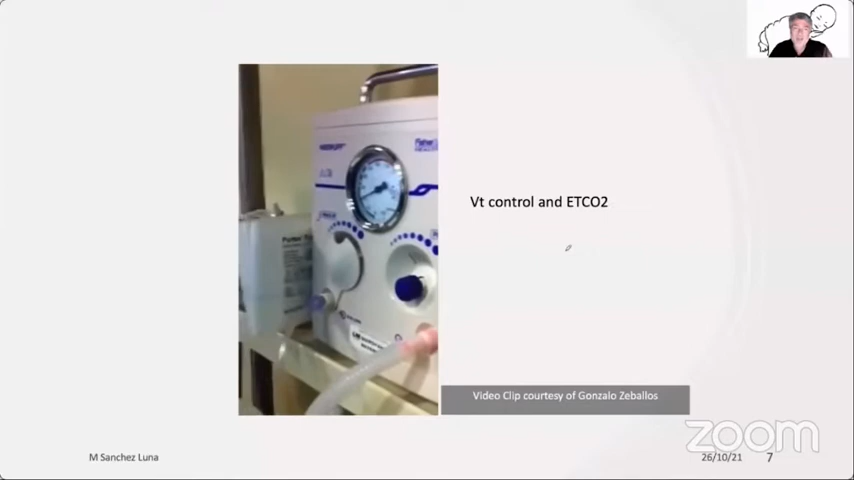 Vt control and ETCO2
Video Clip courtesy of Gonzalo Zeballos
zoom
M Sanchez Luna
26/10/21
7